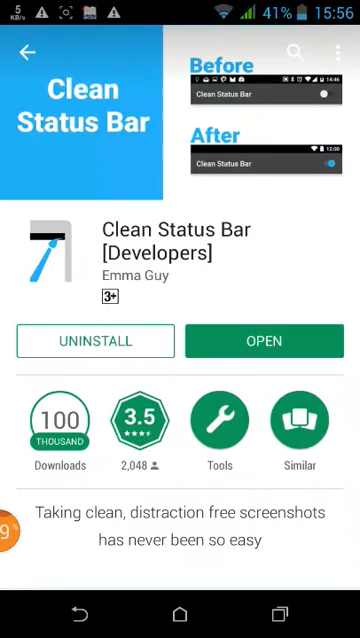 5
KB/s
41%
15:56
Clean
Status Bar
Before
Clean Status Bar
After
12:00
Clean Status Bar
Clean Status Bar
[Developers]
Emma Guy
3+
UNINSTALL
OPEN
100
THOUSAND
3.5
Downloads
2,048
Tools
Similar
9
Taking clean, distraction free screenshots
has never been so easy